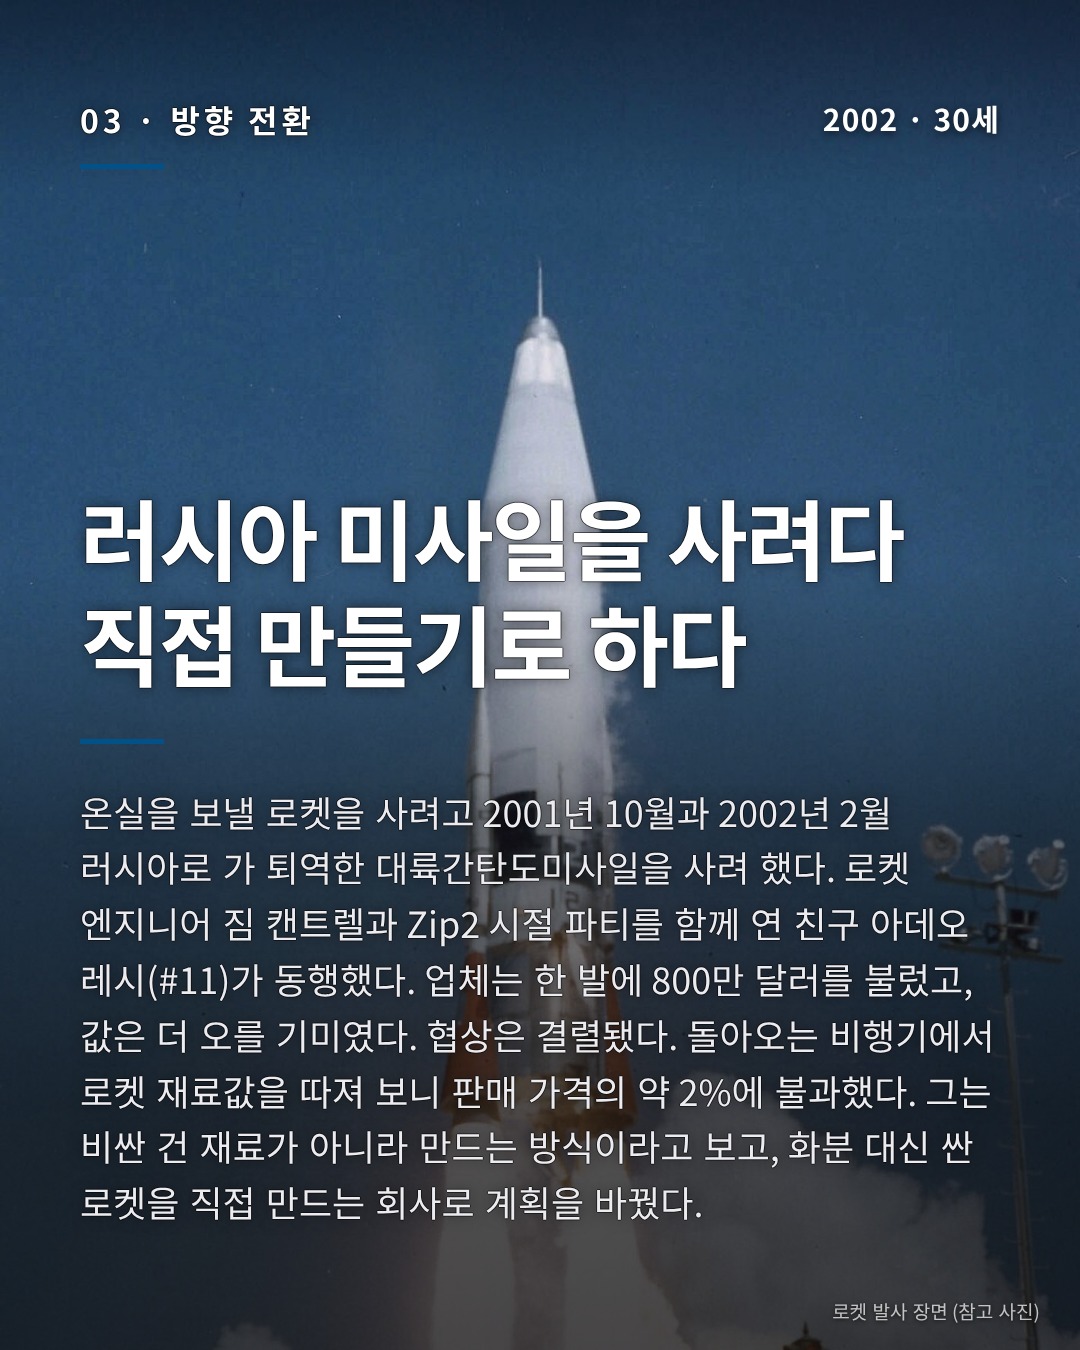 03 · 방향 전환
2002 · 30세
러시아 미사일을 사려다
직접 만들기로 하다
온실을 보낼 로켓을 사려고 2001년 10월과 2002년 2월
러시아로 가 퇴역한 대륙간탄도미사일을 사려 했다. 로켓
엔지니어 짐 캔트렐과 Zip2 시절 파티를 함께 연 친구 아데오
레시(#11)가 동행했다. 업체는 한 발에 800만 달러를 불렀고,
값은 더 오를 기미였다. 협상은 결렬됐다. 돌아오는 비행기에서
로켓 재료값을 따져 보니 판매 가격의 약 2%에 불과했다. 그는
비싼 건 재료가 아니라 만드는 방식이라고 보고, 화분 대신 싼
로켓을 직접 만드는 회사로 계획을 바꿨다.
로켓 발사 장면 (참고 사진)